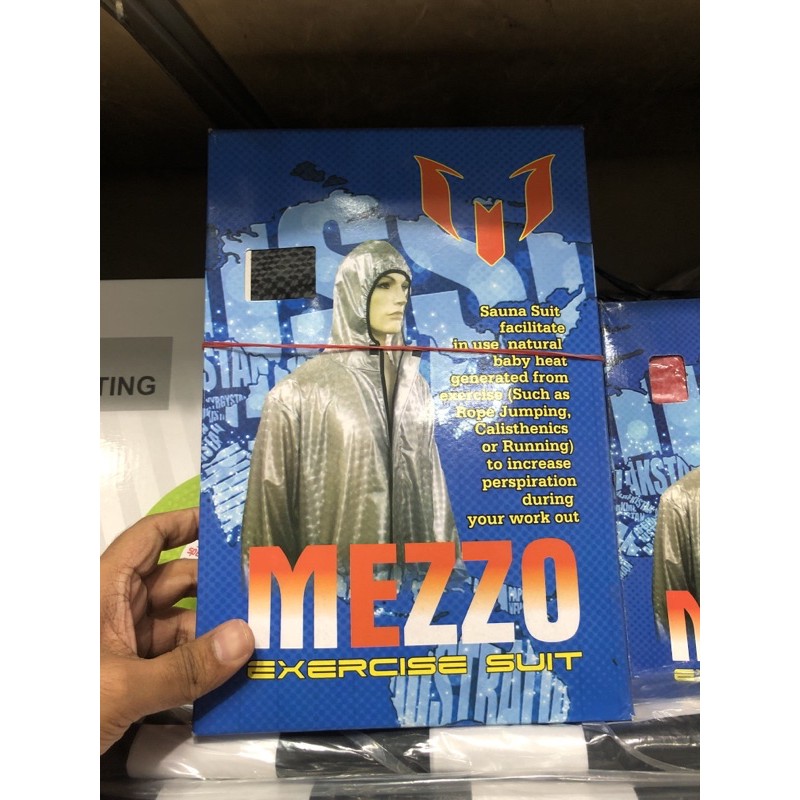 Sauna Suit
facilitate
in use natural
baby heat
generated from
exercise (Such as
Rope Jumping,
Calisthenics
or Running)
to increase
perspiration
during
your work out
MEZZO
EXERCISE SUIT
TING